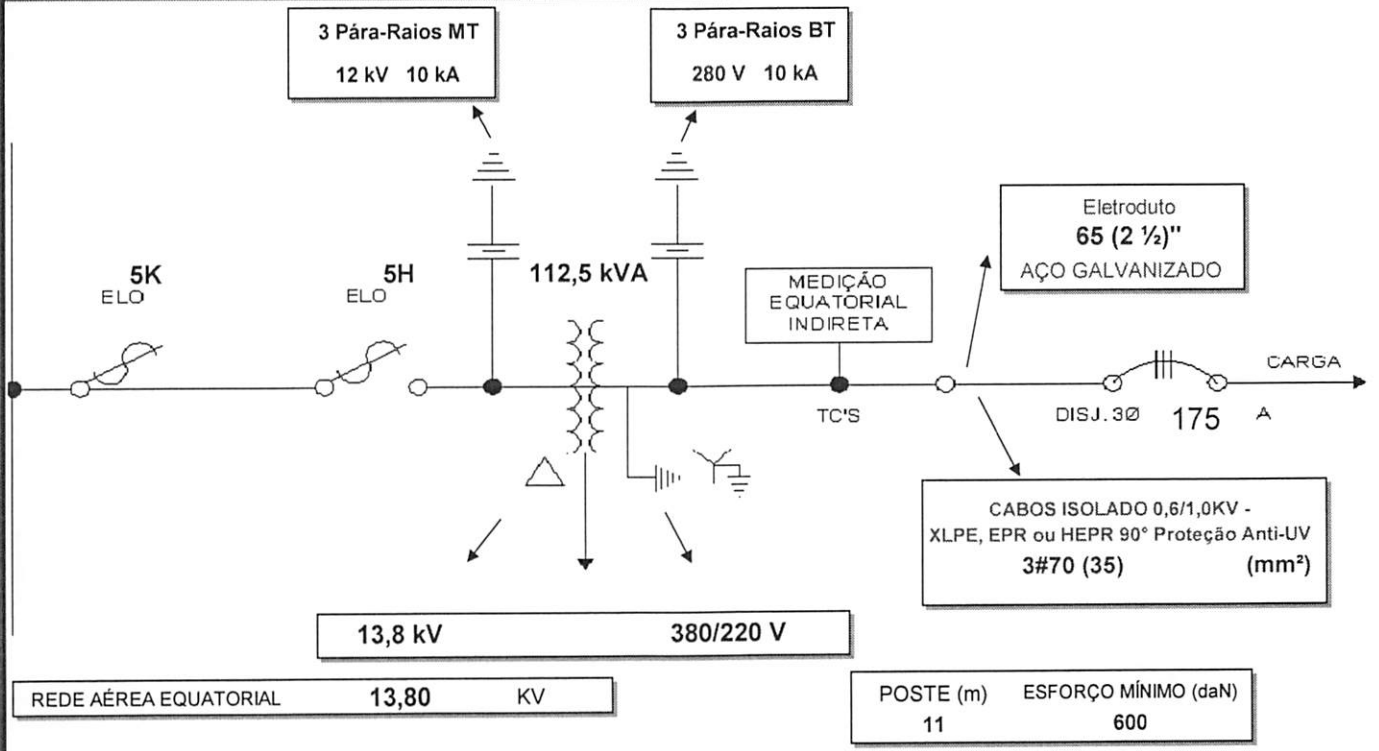 3 Pára-Raios MT
12 kV 10 kA
3 Pára-Raios BT
280 V 10 kA
Eletroduto
65 (2 ½)"
AÇO GALVANIZADO
5K
ELO
5H
ELO
112,5 kVA
MEDIÇÃO
EQUATORIAL
INDIRETA
CARGA
TC'S
DISJ. 3Ø 175 A
CABOS ISOLADO 0,6/1,0KV -
XLPE, EPR ou HEPR 90° Proteção Anti-UV
3#70 (35) (mm²)
13,8 kV 380/220 V
REDE AÉREA EQUATORIAL 13,80 KV
POSTE (m) ESFORÇO MÍNIMO (daN)
11 600